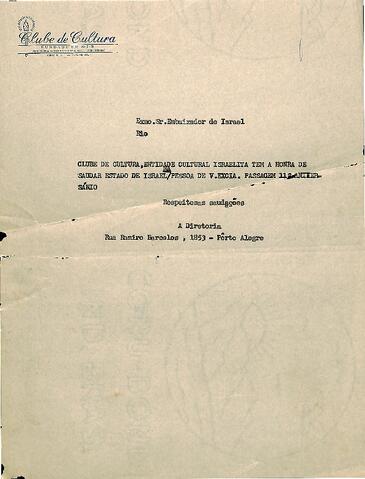 Clube de Cultura
Exmo.Sr.Embaixador de Israel
Rio
CLUBE DE CULTURA,ENTIDADE CULTURAL ISRAELITA TEM A HONRA DE
NA
SAUDAR ESTADO DE ISRAEL/PESSOA DE V.EXCIA. PASSAGEM 11º ANIVER-
SÁRIO
Respeitosas saudações
A Diretoria
Rua Ramiro Barcelos , 1853 - Pôrto Alegre